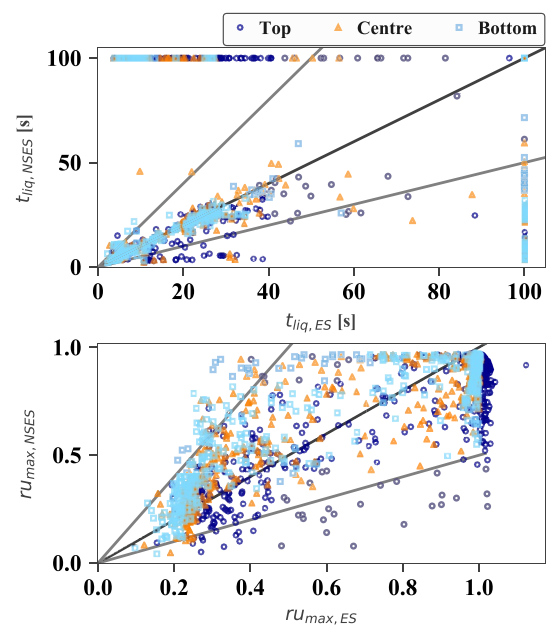 Top Centre Bottom
100
50
0
t_{liq, NSES} [s]
0 20 40 60 80 100
t_{liq, ES} [s]
1.0
0.5
0.0
ru_{max, NSES}
0.0 0.2 0.4 0.6 0.8 1.0
ru_{max, ES}